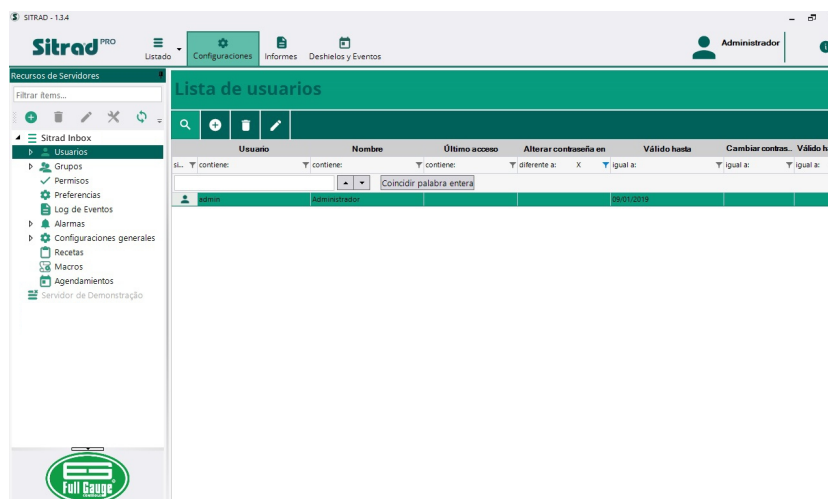 SITRAD - 1.3.4
Sitrad PRO
Listado
Configuraciones
Informes
Deshielos y Eventos
Administrador
Recursos de Servidores
Filtrar ítems...
Sitrad Inbox
Usuarios
Grupos
Permisos
Preferencias
Log de Eventos
Alarmas
Configuraciones generales
Recetas
Macros
Agendamientos
Servidor de Demonstração
Full Gauge
CONTROLS
Lista de usuarios
Usuario Nombre Último acceso Alterar contraseña en Válido hasta Cambiar contras... Válido h
si... contiene: contiene: contiene: diferente a: X igual a: igual a: igual a:
Coincidir palabra entera
admin Administrador 09/01/2019